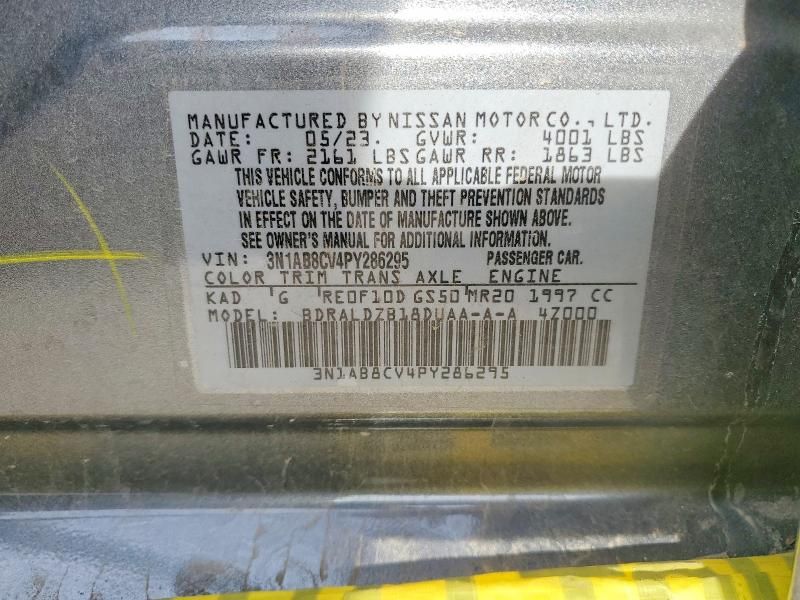 MANUFACTURED BY NISSAN MOTOR CO., LTD.
DATE: 05/23. GVWR: 4001 LBS
GAWR FR: 2161 LBS GAWR RR: 1863 LBS
THIS VEHICLE CONFORMS TO ALL APPLICABLE FEDERAL MOTOR
VEHICLE SAFETY, BUMPER AND THEFT PREVENTION STANDARDS
IN EFFECT ON THE DATE OF MANUFACTURE SHOWN ABOVE.
SEE OWNER'S MANUAL FOR ADDITIONAL INFORMATION.
VIN: 3N1AB8CV4PY286295 PASSENGER CAR.
COLOR TRIM TRANS AXLE ENGINE
KAD G RE0F10D GS50 MR20 1997 CC
MODEL: BDRALDZB18DUAA-A-A 4Z000
3N1AB8CV4PY286295